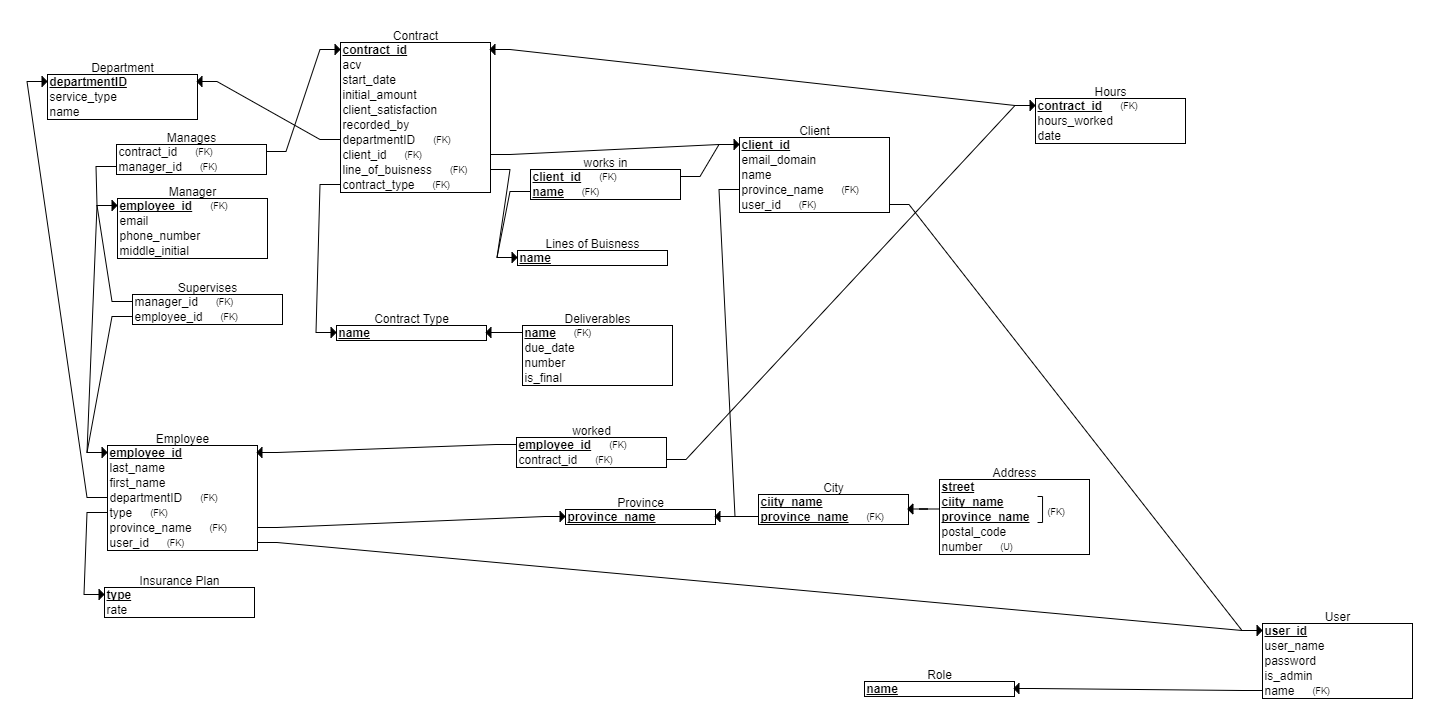 Contract
contract_id
acv
start_date
initial_amount
client_satisfaction
recorded_by
departmentID (FK)
client_id (FK)
line_of_buisness (FK)
contract_type (FK)
Department
departmentID
service_type
name
Manages
contract_id (FK)
manager_id (FK)
Manager
employee_id (FK)
email
phone_number
middle_initial
Supervises
manager_id (FK)
employee_id (FK)
works in
client_id (FK)
name (FK)
Lines of Buisness
name
Client
client_id
email_domain
name
province_name (FK)
user_id (FK)
Hours
contract_id (FK)
hours_worked
date
Contract Type
name
Deliverables
name (FK)
due_date
number
is_final
Employee
employee_id
last_name
first_name
departmentID (FK)
type (FK)
province_name (FK)
user_id (FK)
worked
employee_id (FK)
contract_id (FK)
Province
province_name
City
ciity_name
province_name (FK)
Address
street
ciity_name
province_name (FK)
postal_code
number (U)
Insurance Plan
type
rate
User
user_id
user_name
password
is_admin
name (FK)
Role
name